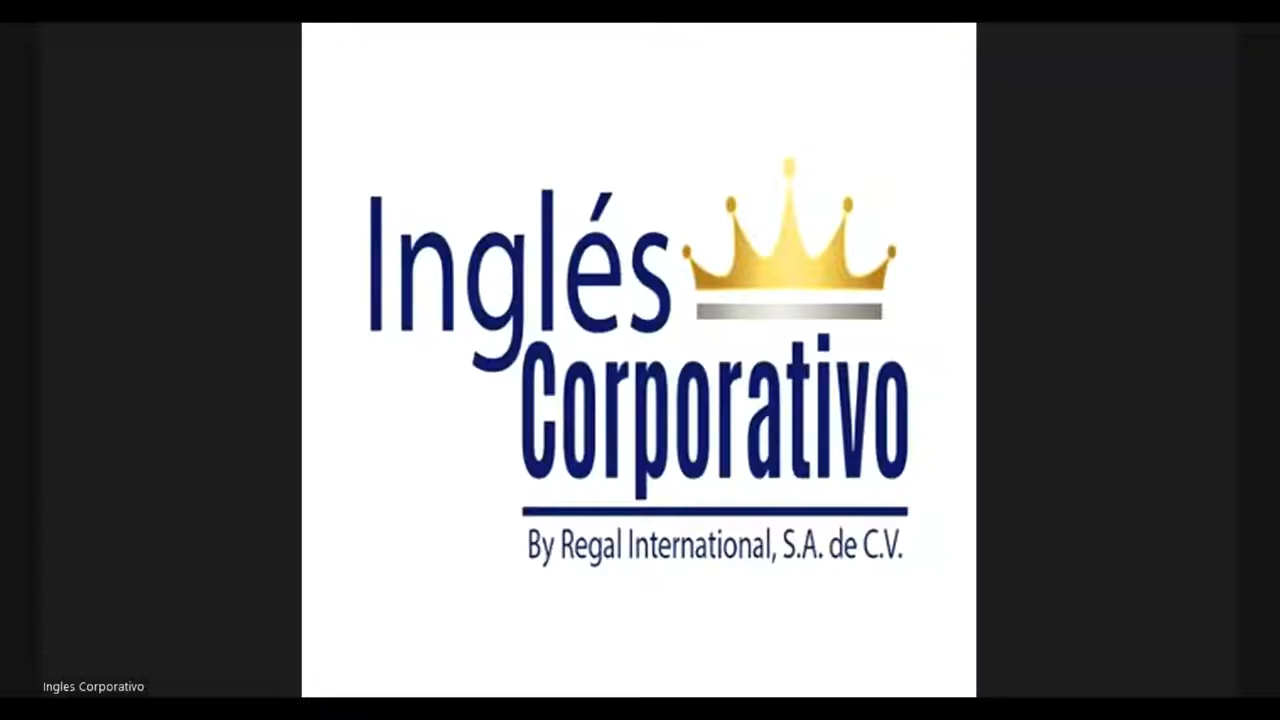 Inglés
Corporativo
By Regal International, S.A. de C.V.
Ingles Corporativo